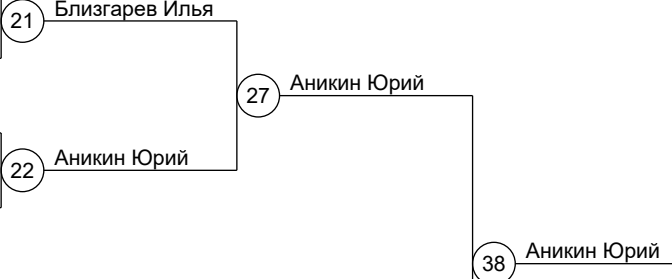 21 Близгарев Илья
27 Аникин Юрий
22 Аникин Юрий
38 Аникин Юрий